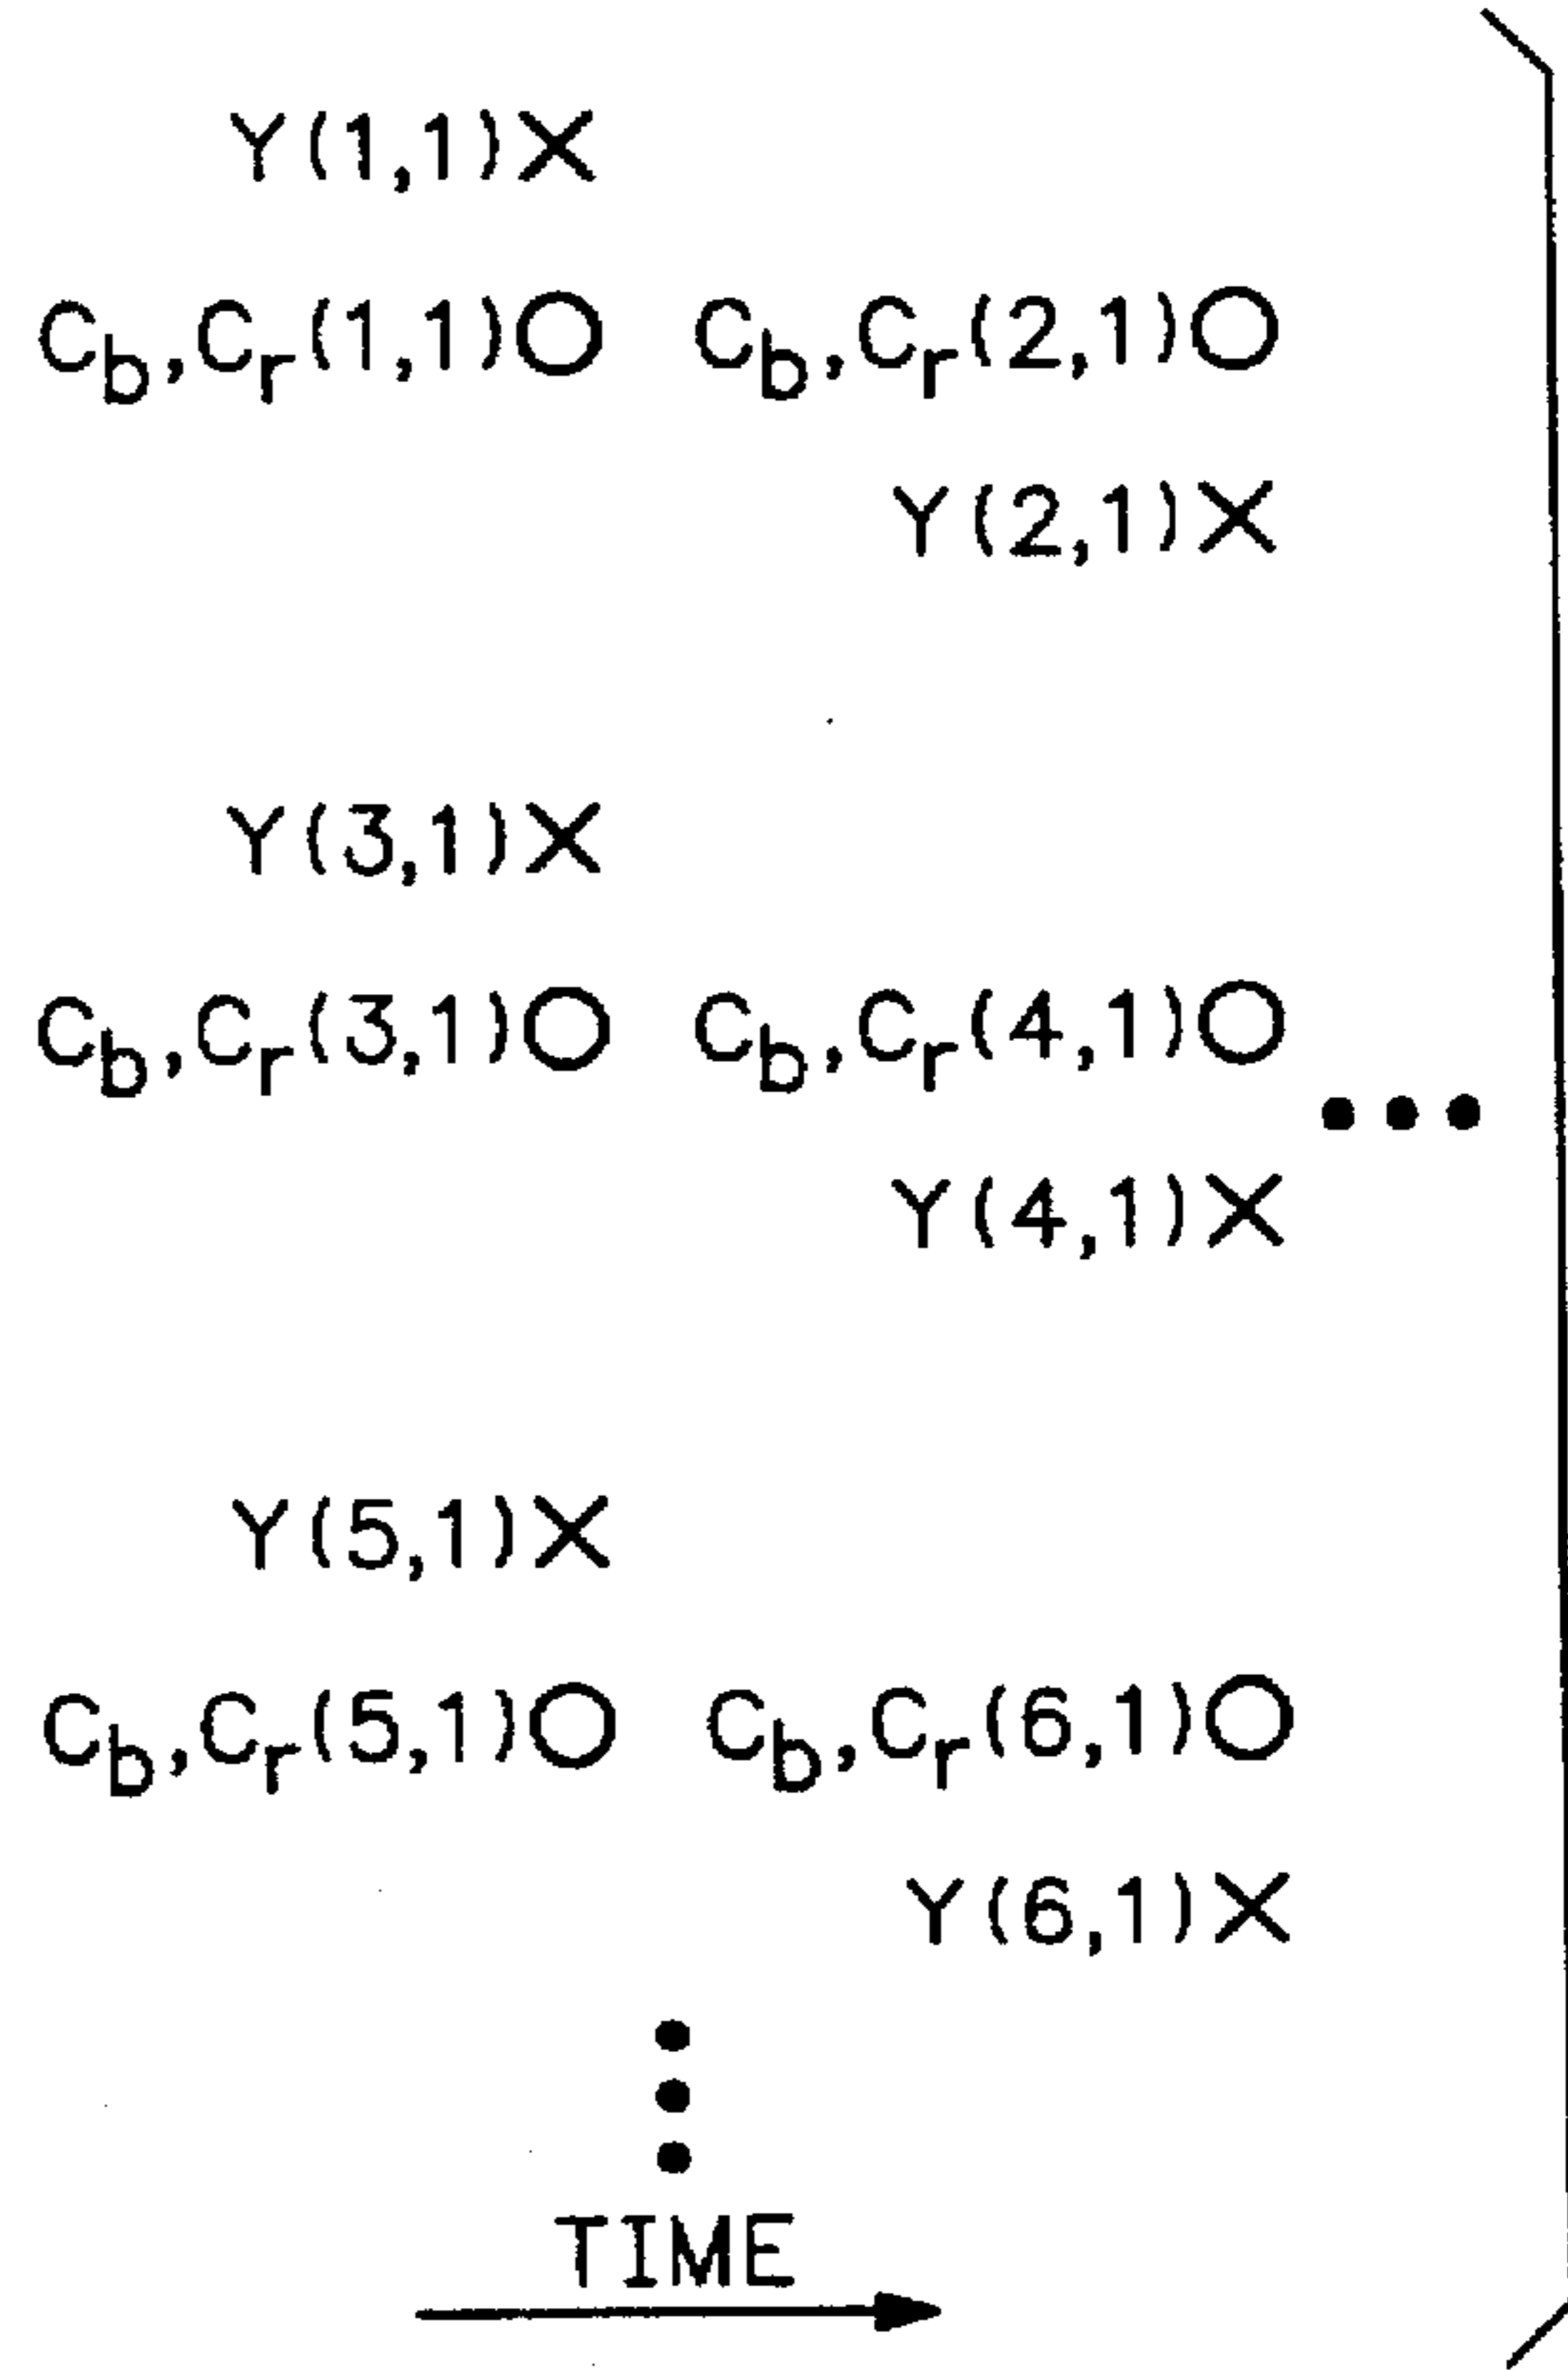 Y(1,1)X
Cb,Cr(1,1)O Cb,Cr(2,1)O
Y(2,1)X
Y(3,1)X
Cb,Cr(3,1)O Cb,Cr(4,1)O
Y(4,1)X
Y(5,1)X
Cb,Cr(5,1)O Cb,Cr(6,1)O
Y(6,1)X
TIME